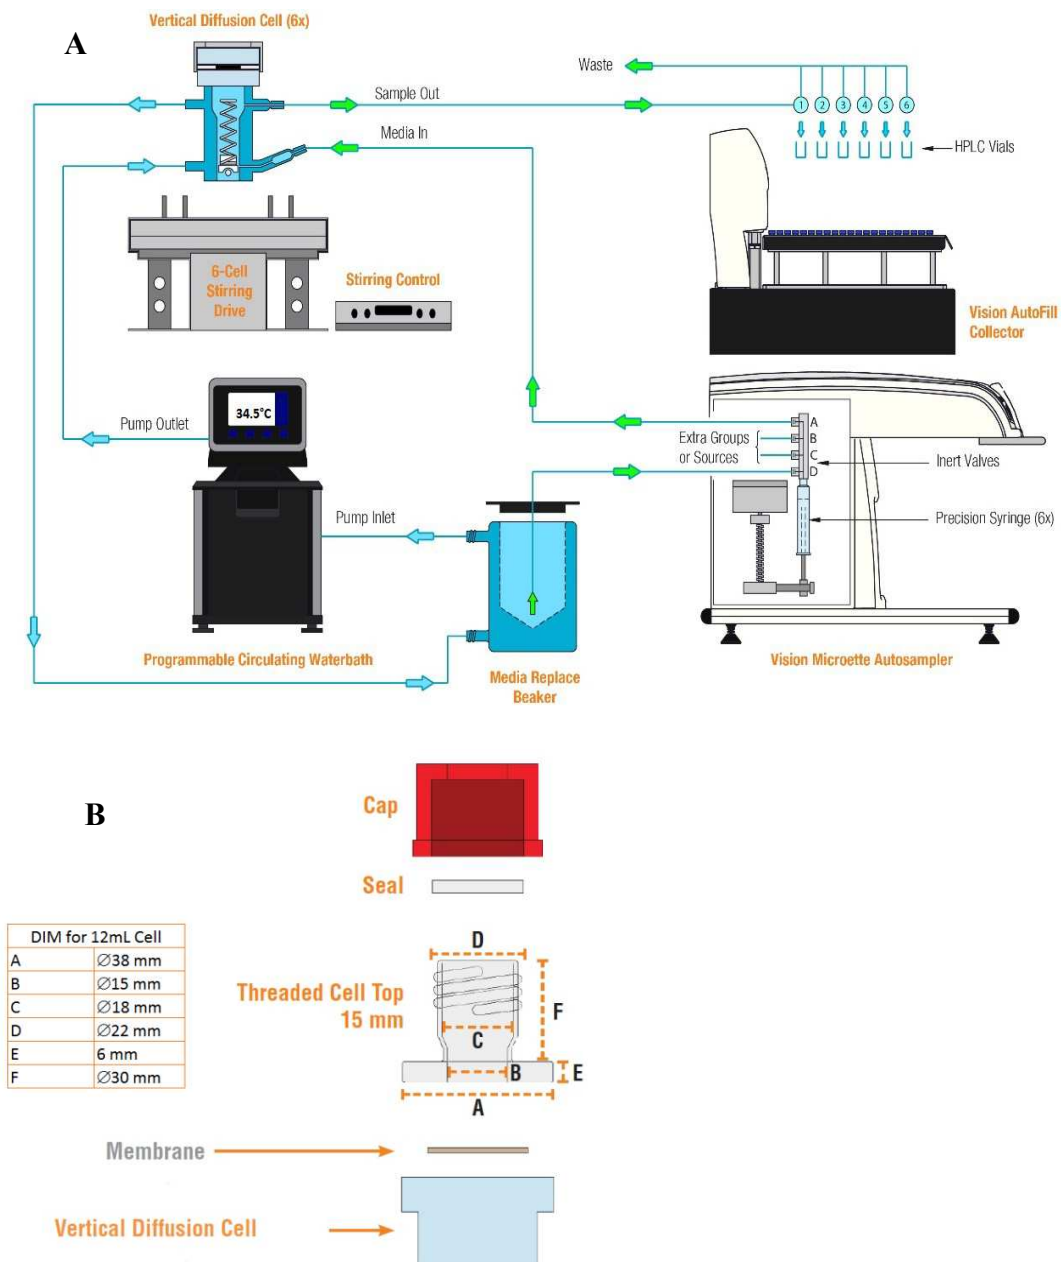 A
Vertical Diffusion Cell (6x)
Waste
Sample Out
Media In
1 2 3 4 5 6
HPLC Vials
6-Cell
Stirring
Drive
Stirring Control
Vision AutoFill
Collector
34.5°C
Pump Outlet
Extra Groups
or Sources
A
B
C
D
Inert Valves
Precision Syringe (6x)
Pump Inlet
Programmable Circulating Waterbath
Media Replace
Beaker
Vision Microette Autosampler
B
Cap
Seal
DIM for 12mL Cell
A ∅38 mm
B ∅15 mm
C ∅18 mm
D ∅22 mm
E 6 mm
F ∅30 mm
Threaded Cell Top
15 mm
D
F
C
B
E
A
Membrane
Vertical Diffusion Cell